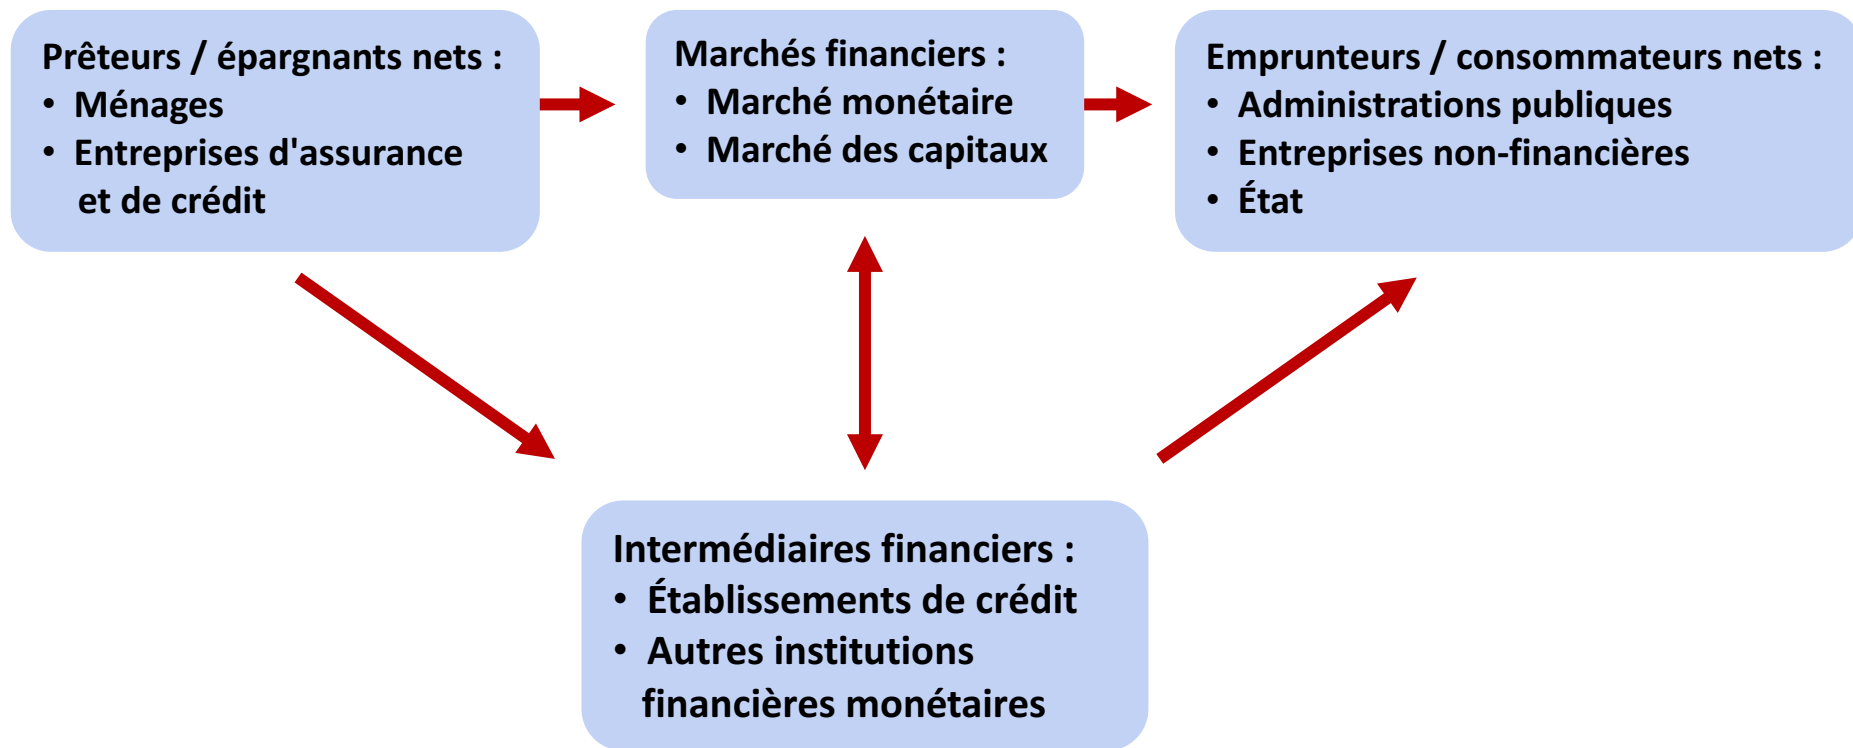 Prêteurs / épargnants nets :
• Ménages
• Entreprises d'assurance
et de crédit
Marchés financiers :
• Marché monétaire
• Marché des capitaux
Emprunteurs / consommateurs nets :
• Administrations publiques
• Entreprises non-financières
• État
Intermédiaires financiers :
• Établissements de crédit
• Autres institutions
financières monétaires